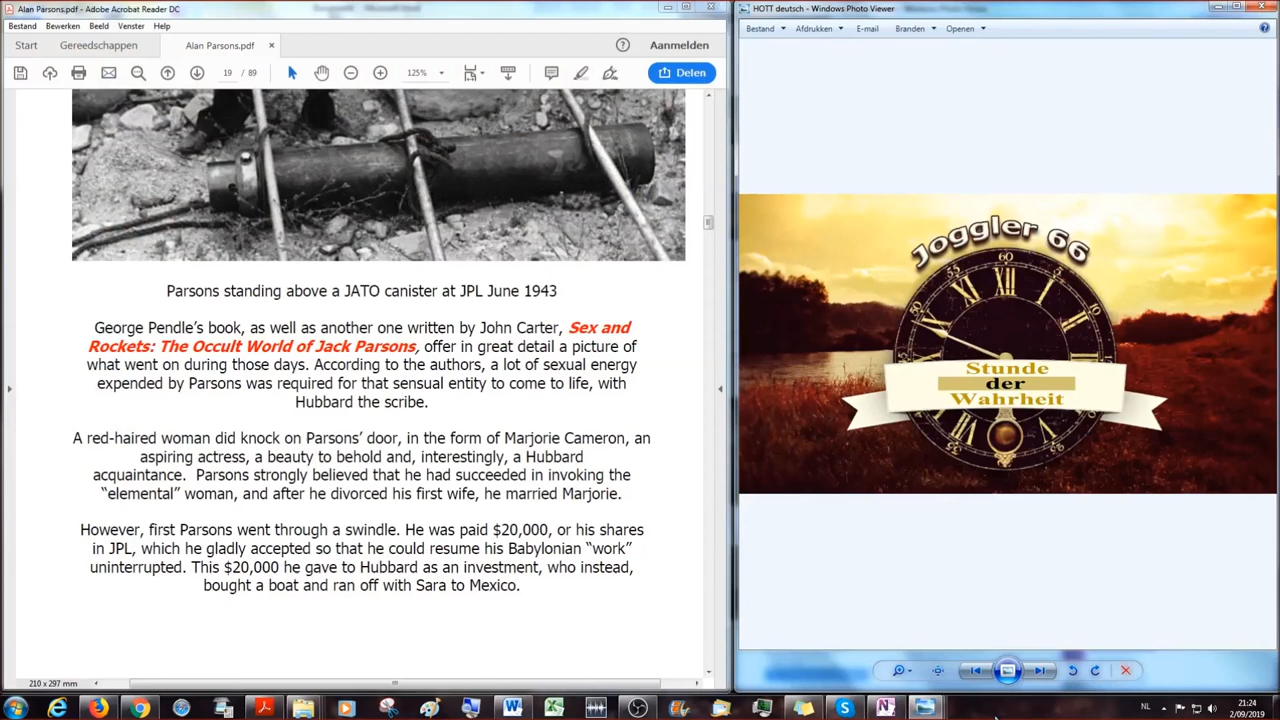 Alan Parsons.pdf - Adobe Acrobat Reader DC
Bestand Bewerken Beeld Venster Help
Start Gereedschappen Alan Parsons.pdf × ? Aanmelden
19 / 89 125% Delen
Parsons standing above a JATO canister at JPL June 1943
George Pendle's book, as well as another one written by John Carter, Sex and
Rockets: The Occult World of Jack Parsons, offer in great detail a picture of
what went on during those days. According to the authors, a lot of sexual energy
expended by Parsons was required for that sensual entity to come to life, with
Hubbard the scribe.
A red-haired woman did knock on Parsons' door, in the form of Marjorie Cameron, an
aspiring actress, a beauty to behold and, interestingly, a Hubbard
acquaintance. Parsons strongly believed that he had succeeded in invoking the
“elemental” woman, and after he divorced his first wife, he married Marjorie.
However, first Parsons went through a swindle. He was paid $20,000, or his shares
in JPL, which he gladly accepted so that he could resume his Babylonian “work”
uninterrupted. This $20,000 he gave to Hubbard as an investment, who instead,
bought a boat and ran off with Sara to Mexico.
210 x 297 mm
HOTT deutsch - Windows Photo Viewer
Bestand Afdrukken E-mail Branden Openen
Joggler 66
60
55 5
50
XII
Stunde
der
Wahrheit
NL
21:24
2/09/2019